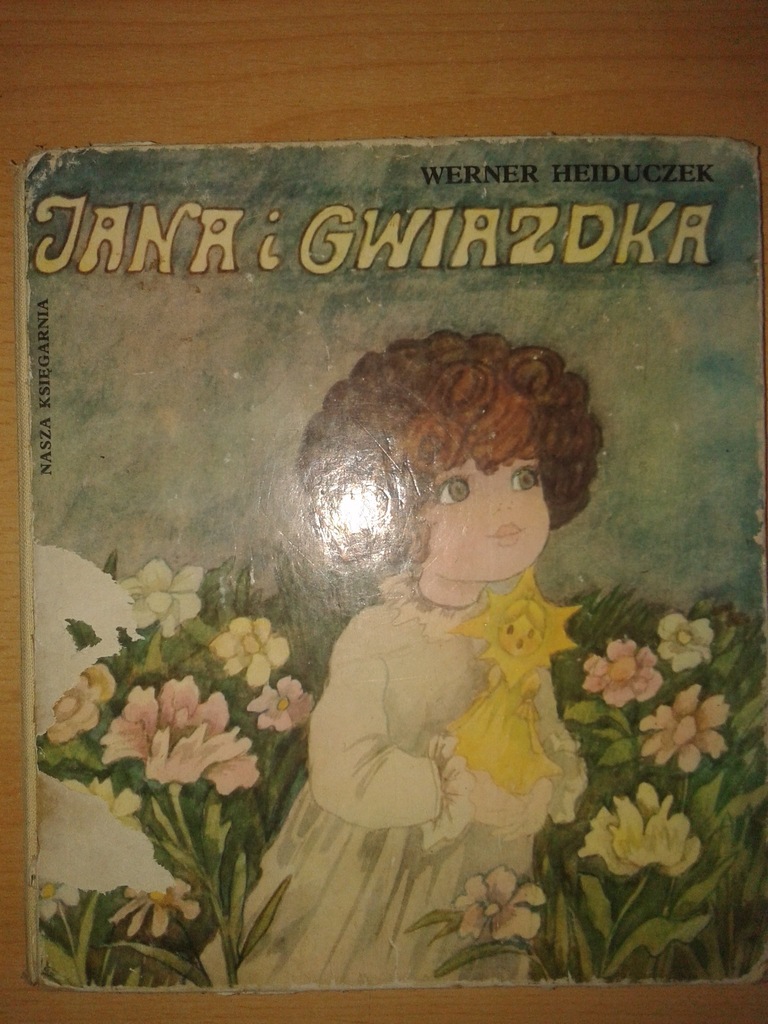 WERNER HEIDUCZEK
JANA i GWIAZDKA
NASZA KSIĘGARNIA